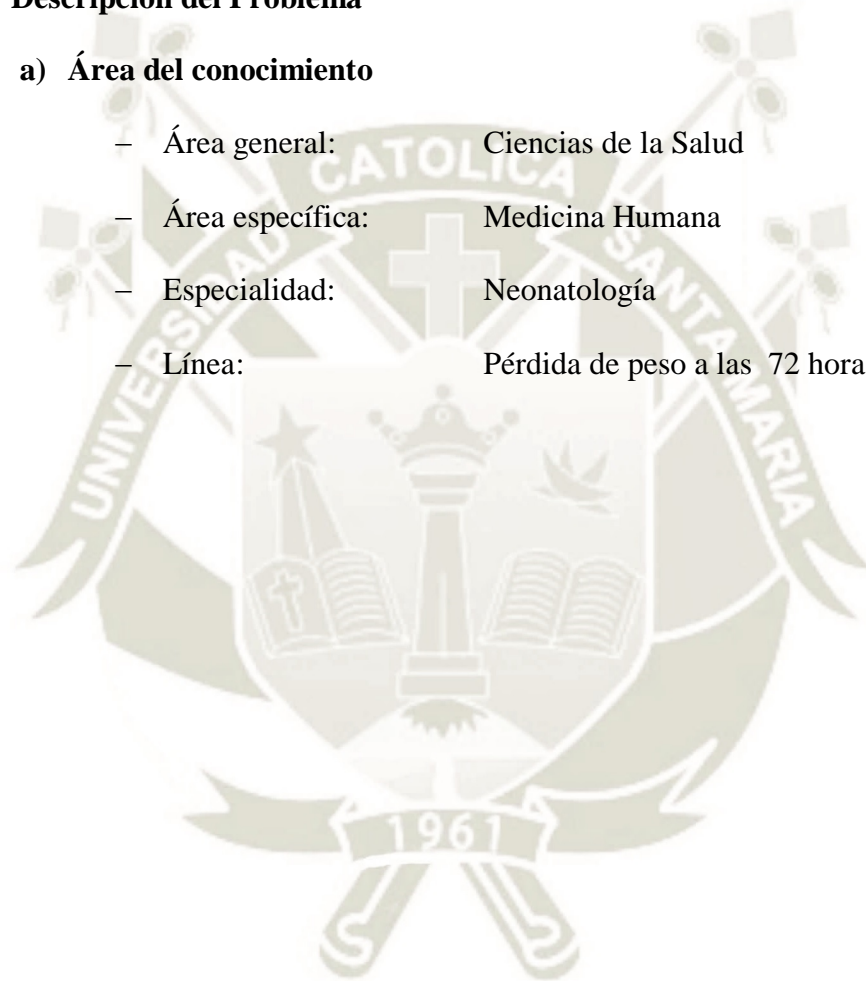 Descripción del Problema
a) Área del conocimiento
– Área general: Ciencias de la Salud
– Área específica: Medicina Humana
– Especialidad: Neonatología
– Línea: Pérdida de peso a las 72 hora
UNIVERSIDAD CATOLICA SANTA MARIA
1961